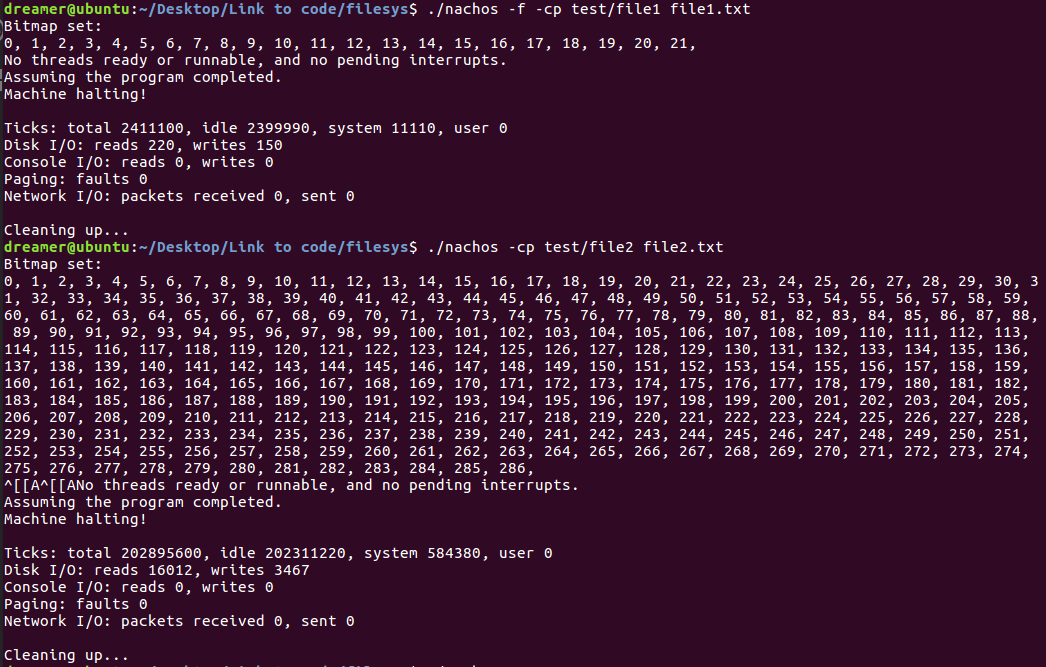 dreamer@ubuntu:~/Desktop/Link to code/filesys$ ./nachos -f -cp test/file1 file1.txt
Bitmap set:
0, 1, 2, 3, 4, 5, 6, 7, 8, 9, 10, 11, 12, 13, 14, 15, 16, 17, 18, 19, 20, 21,
No threads ready or runnable, and no pending interrupts.
Assuming the program completed.
Machine halting!

Ticks: total 2411100, idle 2399990, system 11110, user 0
Disk I/O: reads 220, writes 150
Console I/O: reads 0, writes 0
Paging: faults 0
Network I/O: packets received 0, sent 0

Cleaning up...
dreamer@ubuntu:~/Desktop/Link to code/filesys$ ./nachos -cp test/file2 file2.txt
Bitmap set:
0, 1, 2, 3, 4, 5, 6, 7, 8, 9, 10, 11, 12, 13, 14, 15, 16, 17, 18, 19, 20, 21, 22, 23, 24, 25, 26, 27, 28, 29, 30, 3
1, 32, 33, 34, 35, 36, 37, 38, 39, 40, 41, 42, 43, 44, 45, 46, 47, 48, 49, 50, 51, 52, 53, 54, 55, 56, 57, 58, 59,
60, 61, 62, 63, 64, 65, 66, 67, 68, 69, 70, 71, 72, 73, 74, 75, 76, 77, 78, 79, 80, 81, 82, 83, 84, 85, 86, 87, 88,
89, 90, 91, 92, 93, 94, 95, 96, 97, 98, 99, 100, 101, 102, 103, 104, 105, 106, 107, 108, 109, 110, 111, 112, 113,
114, 115, 116, 117, 118, 119, 120, 121, 122, 123, 124, 125, 126, 127, 128, 129, 130, 131, 132, 133, 134, 135, 136,
137, 138, 139, 140, 141, 142, 143, 144, 145, 146, 147, 148, 149, 150, 151, 152, 153, 154, 155, 156, 157, 158, 159,
160, 161, 162, 163, 164, 165, 166, 167, 168, 169, 170, 171, 172, 173, 174, 175, 176, 177, 178, 179, 180, 181, 182,
183, 184, 185, 186, 187, 188, 189, 190, 191, 192, 193, 194, 195, 196, 197, 198, 199, 200, 201, 202, 203, 204, 205,
206, 207, 208, 209, 210, 211, 212, 213, 214, 215, 216, 217, 218, 219, 220, 221, 222, 223, 224, 225, 226, 227, 228,
229, 230, 231, 232, 233, 234, 235, 236, 237, 238, 239, 240, 241, 242, 243, 244, 245, 246, 247, 248, 249, 250, 251,
252, 253, 254, 255, 256, 257, 258, 259, 260, 261, 262, 263, 264, 265, 266, 267, 268, 269, 270, 271, 272, 273, 274,
275, 276, 277, 278, 279, 280, 281, 282, 283, 284, 285, 286,
^[[A^[[ANo threads ready or runnable, and no pending interrupts.
Assuming the program completed.
Machine halting!

Ticks: total 202895600, idle 202311220, system 584380, user 0
Disk I/O: reads 16012, writes 3467
Console I/O: reads 0, writes 0
Paging: faults 0
Network I/O: packets received 0, sent 0

Cleaning up...